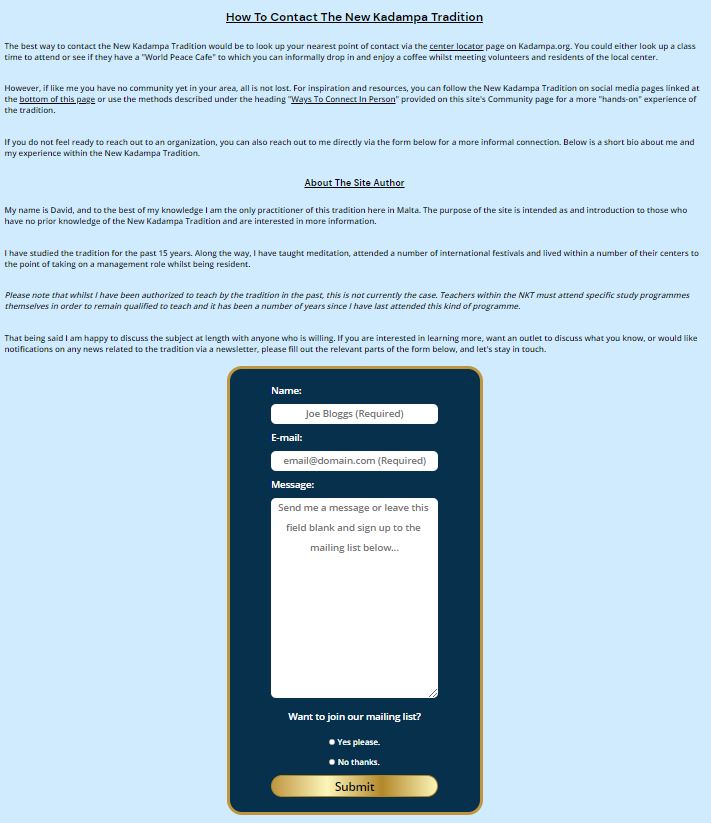 How To Contact The New Kadampa Tradition
The best way to contact the New Kadampa Tradition would be to look up your nearest point of contact via the center locator page on Kadampa.org. You could either look up a class
time to attend or see if they have a "World Peace Cafe" to which you can informally drop in and enjoy a coffee whilst meeting volunteers and residents of the local center.
However, if like me you have no community yet in your area, all is not lost. For inspiration and resources, you can follow the New Kadampa Tradition on social media pages linked at
the bottom of this page or use the methods described under the heading "Ways To Connect In Person" provided on this site's Community page for a more "hands-on" experience of
the tradition.
If you do not feel ready to reach out to an organization, you can also reach out to me directly via the form below for a more informal connection. Below is a short bio about me and
my experience within the New Kadampa Tradition.
About The Site Author
My name is David, and to the best of my knowledge I am the only practitioner of this tradition here in Malta. The purpose of the site is intended as and introduction to those who
have no prior knowledge of the New Kadampa Tradition and are interested in more information.
I have studied the tradition for the past 15 years. Along the way, I have taught meditation, attended a number of international festivals and lived within a number of their centers to
the point of taking on a management role whilst being resident.
Please note that whilst I have been authorized to teach by the tradition in the past, this is not currently the case. Teachers within the NKT must attend specific study programmes
themselves in order to remain qualified to teach and it has been a number of years since I have last attended this kind of programme.
That being said I am happy to discuss the subject at length with anyone who is willing. If you are interested in learning more, want an outlet to discuss what you know, or would like
notifications on any news related to the tradition via a newsletter, please fill out the relevant parts of the form below, and let's stay in touch.
Name:
Joe Bloggs (Required)
E-mail:
email@domain.com (Required)
Message:
Send me a message or leave this
field blank and sign up to the
mailing list below...
Want to join our mailing list?
Yes please.
No thanks.
Submit